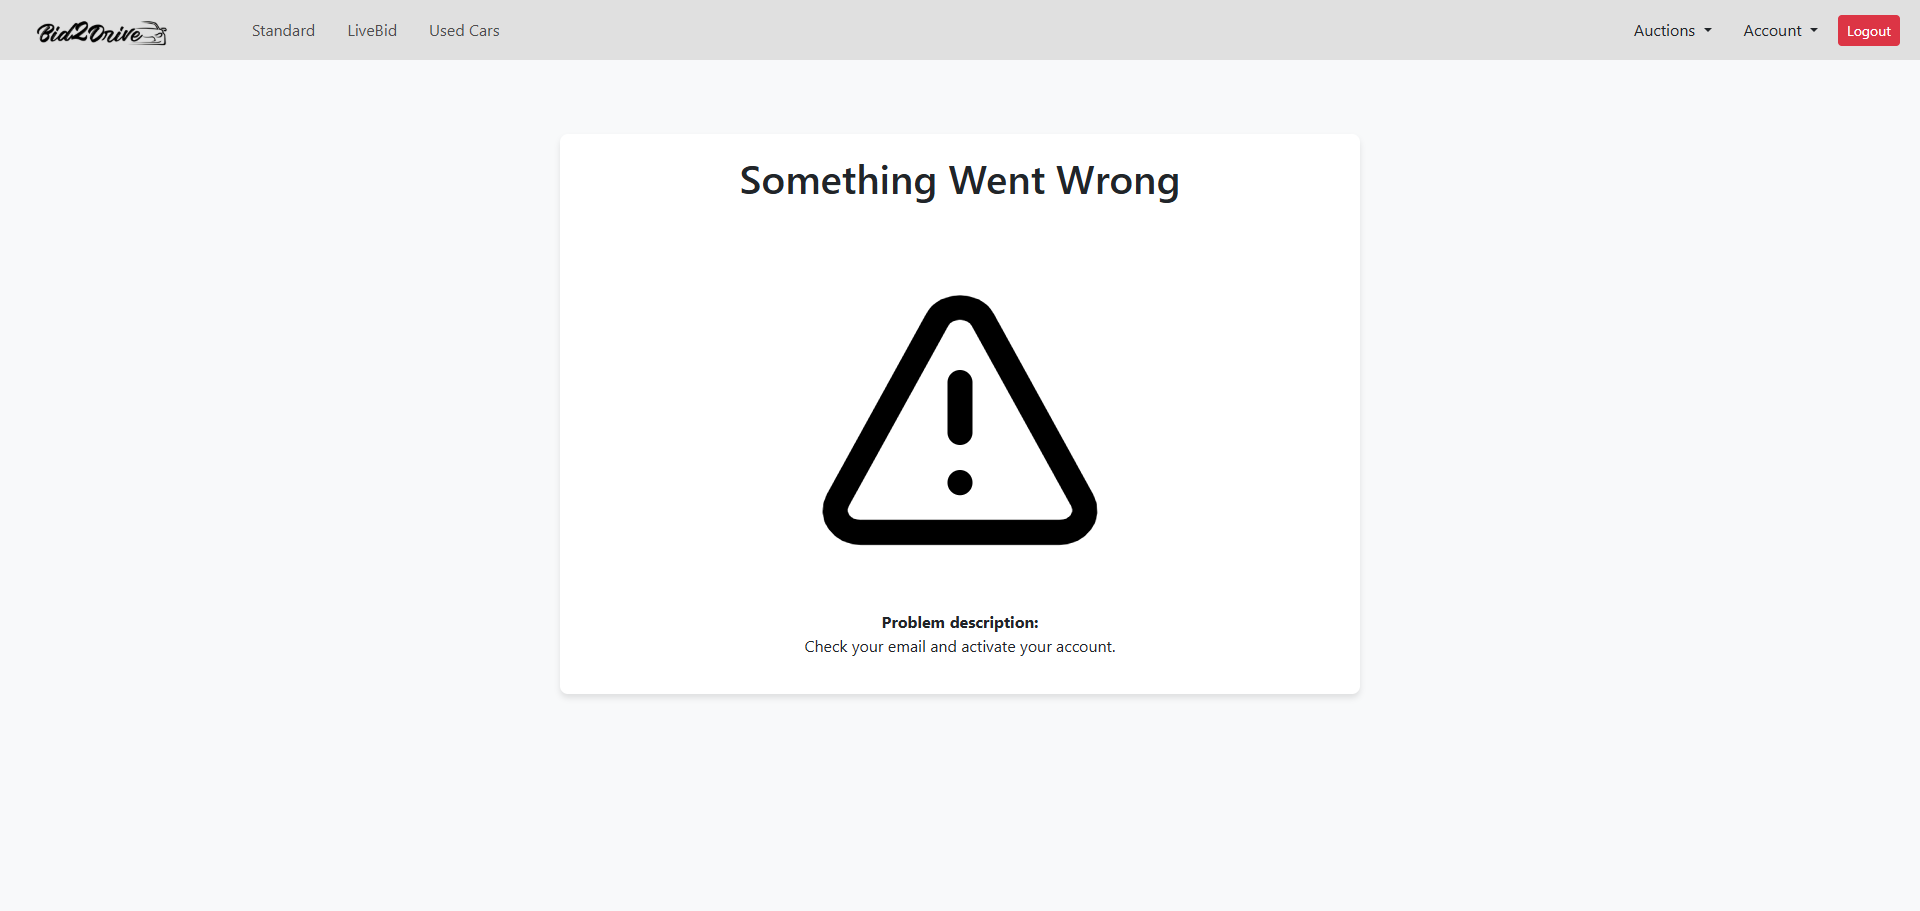 Bid2Drive
Standard
LiveBid
Used Cars
Auctions
Account
Logout
Something Went Wrong
Problem description:
Check your email and activate your account.